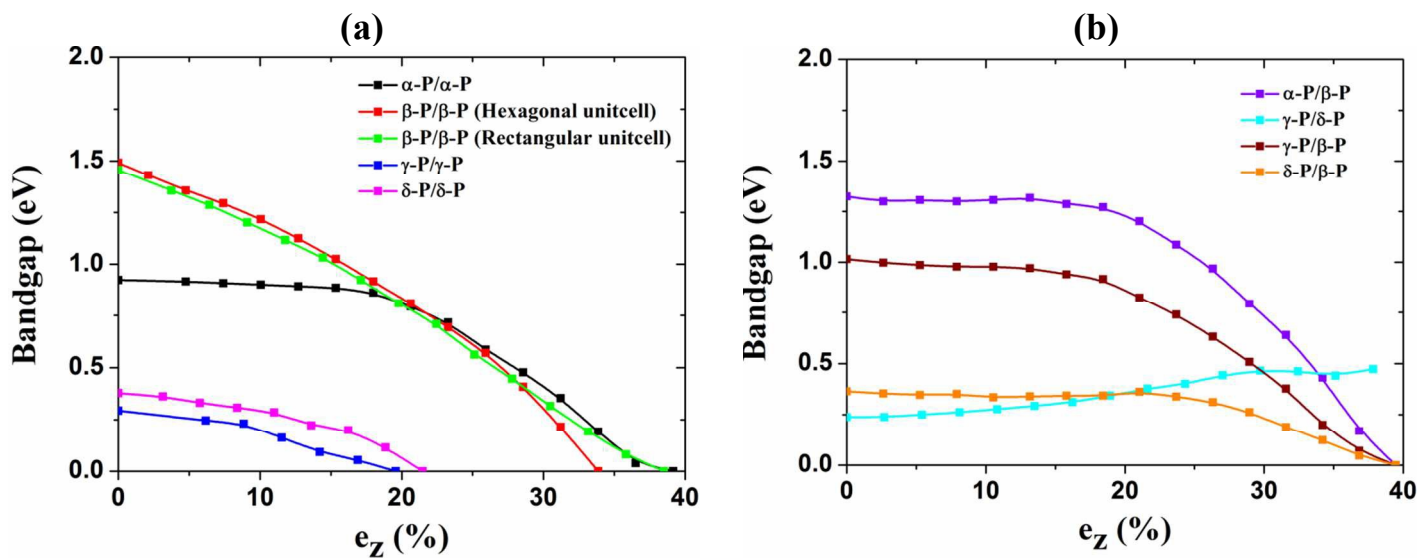 (a)
2.0
1.5
1.0
0.5
0.0
Bandgap (eV)
α-P/α-P
β-P/β-P (Hexagonal unitcell)
β-P/β-P (Rectangular unitcell)
γ-P/γ-P
δ-P/δ-P
0 10 20 30 40
e_z (%)
(b)
2.0
1.5
1.0
0.5
0.0
Bandgap (eV)
α-P/β-P
γ-P/δ-P
γ-P/β-P
δ-P/β-P
0 10 20 30 40
e_z (%)